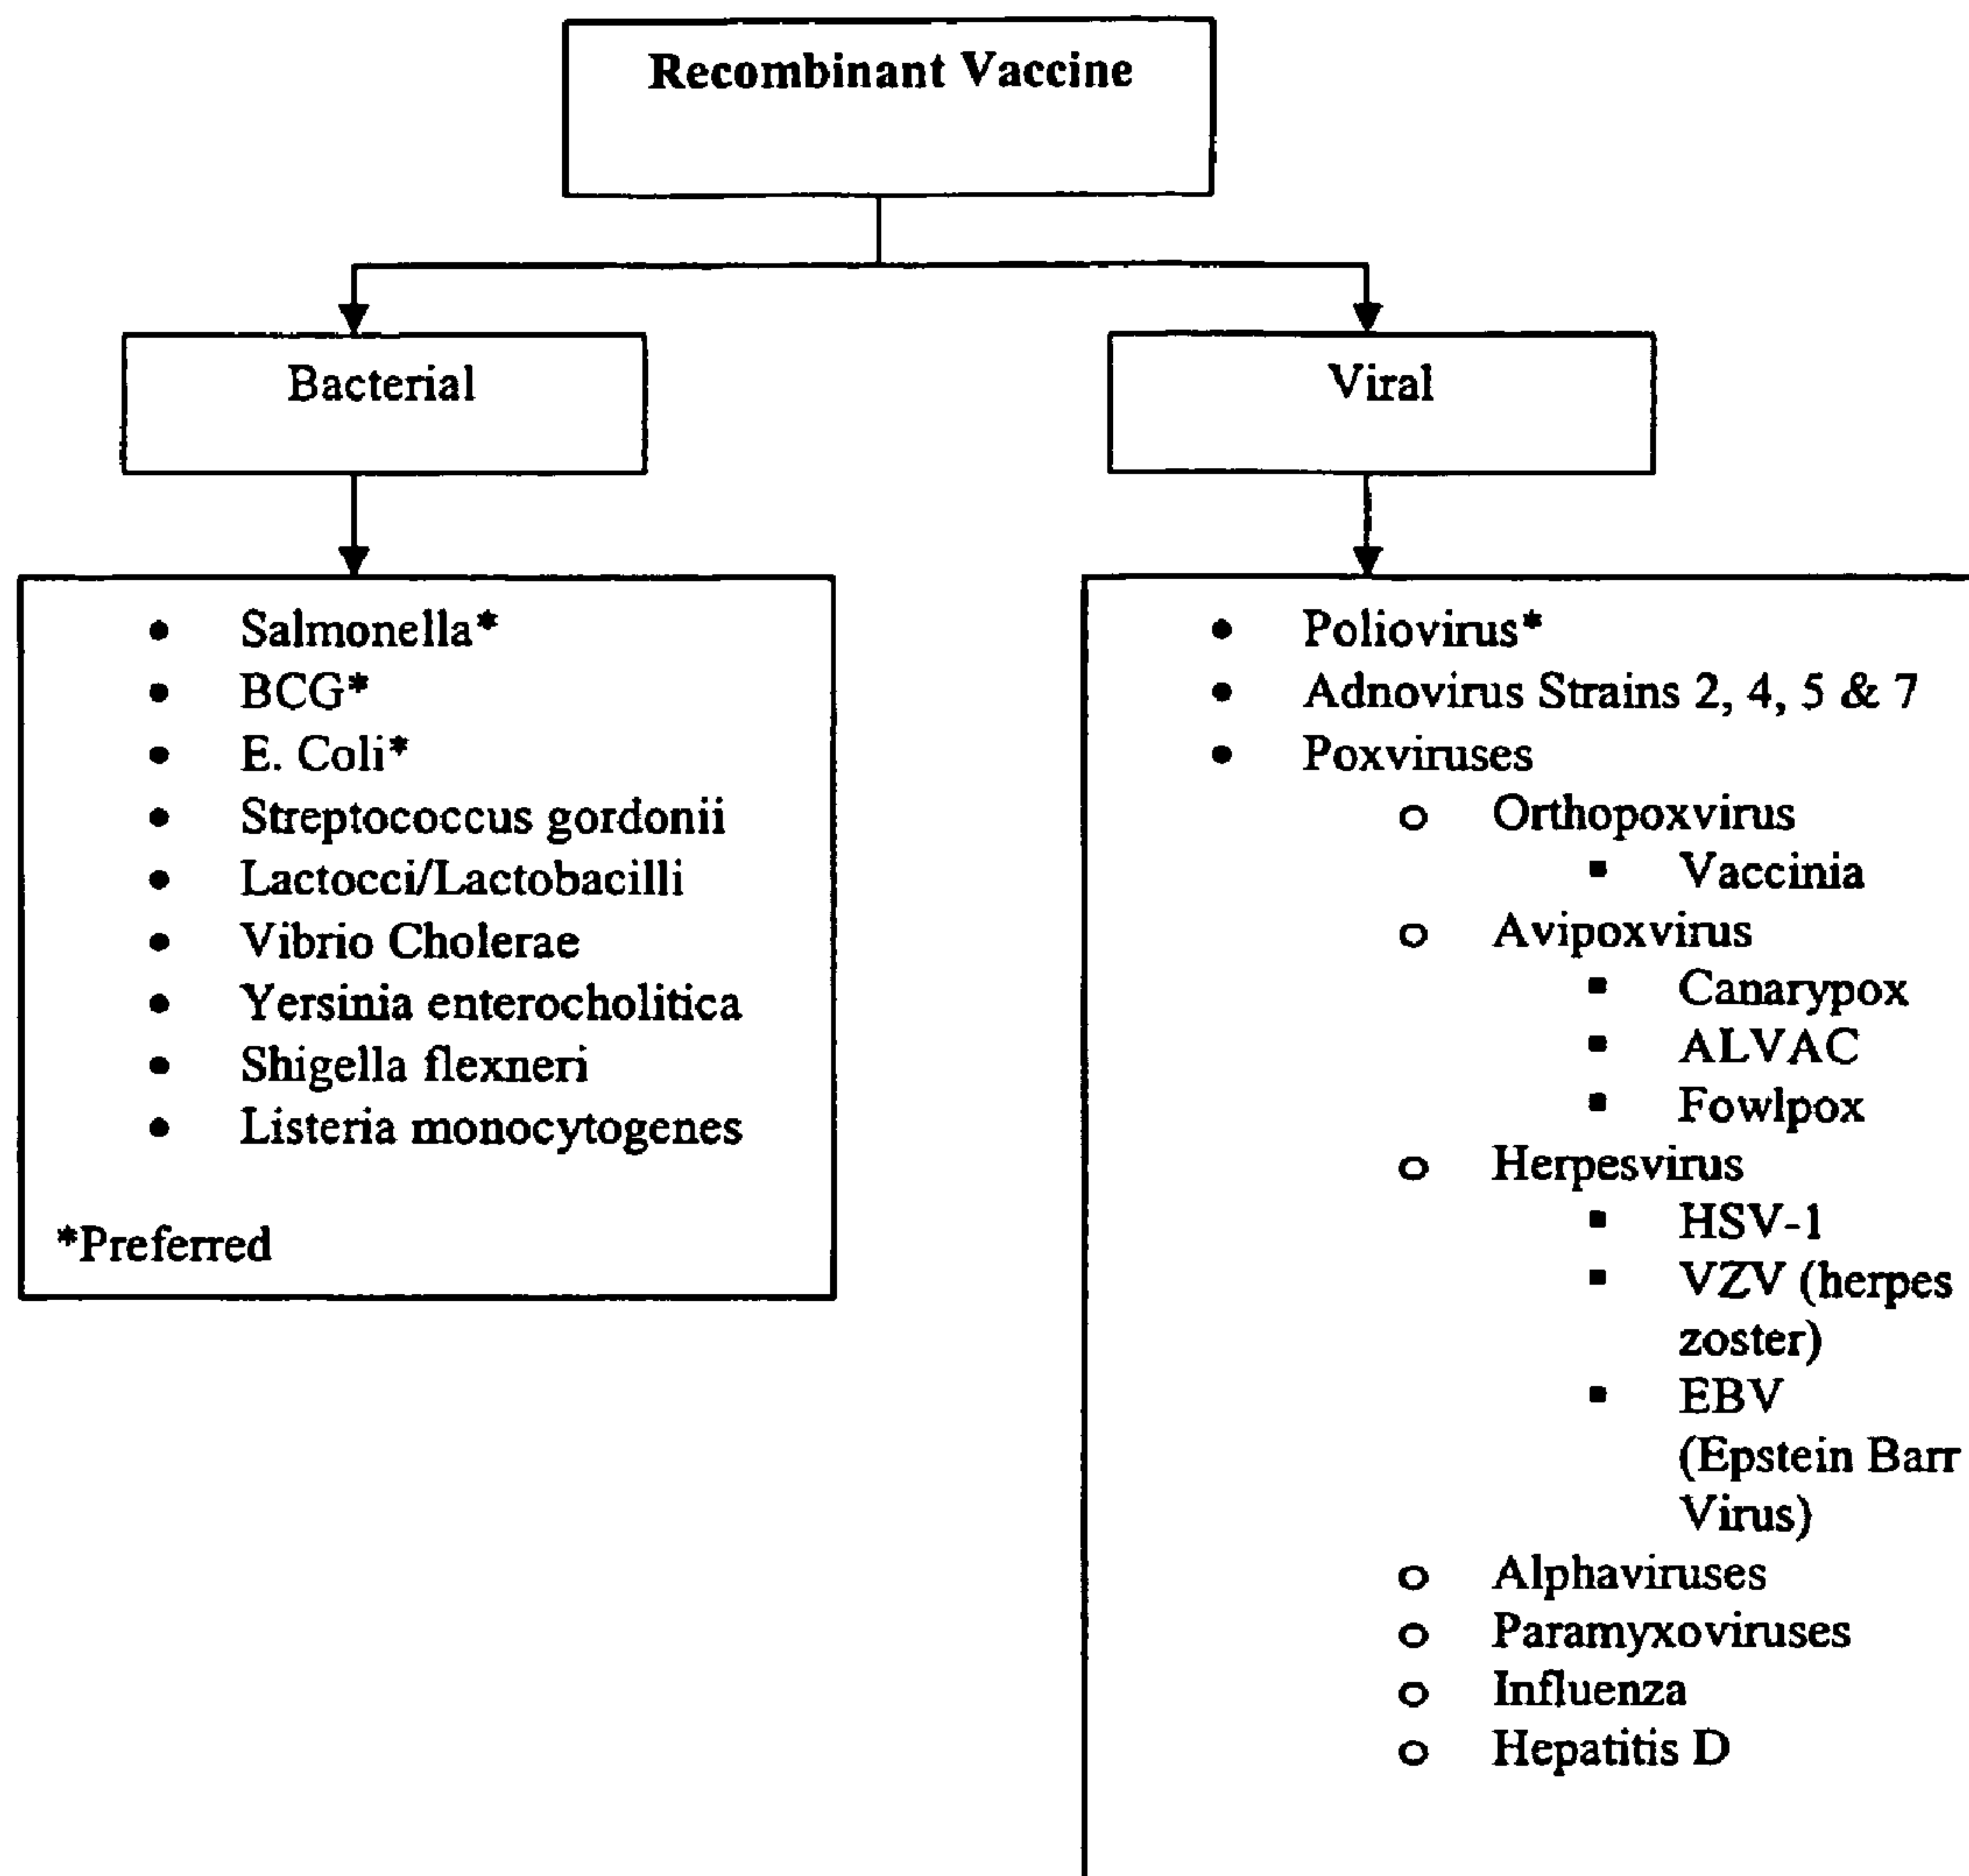 Recombinant Vaccine
Bacterial
Viral
• Salmonella*
• BCG*
• E. Coli*
• Streptococcus gordonii
• Lactocci/Lactobacilli
• Vibrio Cholerae
• Yersinia enterocholitica
• Shigella flexneri
• Listeria monocytogenes
*Preferred
• Poliovirus*
• Adnovirus Strains 2, 4, 5 & 7
• Poxviruses
o Orthopoxvirus
▪ Vaccinia
o Avipoxvirus
▪ Canarypox
▪ ALVAC
▪ Fowlpox
o Herpesvirus
▪ HSV-1
▪ VZV (herpes
zoster)
▪ EBV
(Epstein Barr
Virus)
o Alphaviruses
o Paramyxoviruses
o Influenza
o Hepatitis D